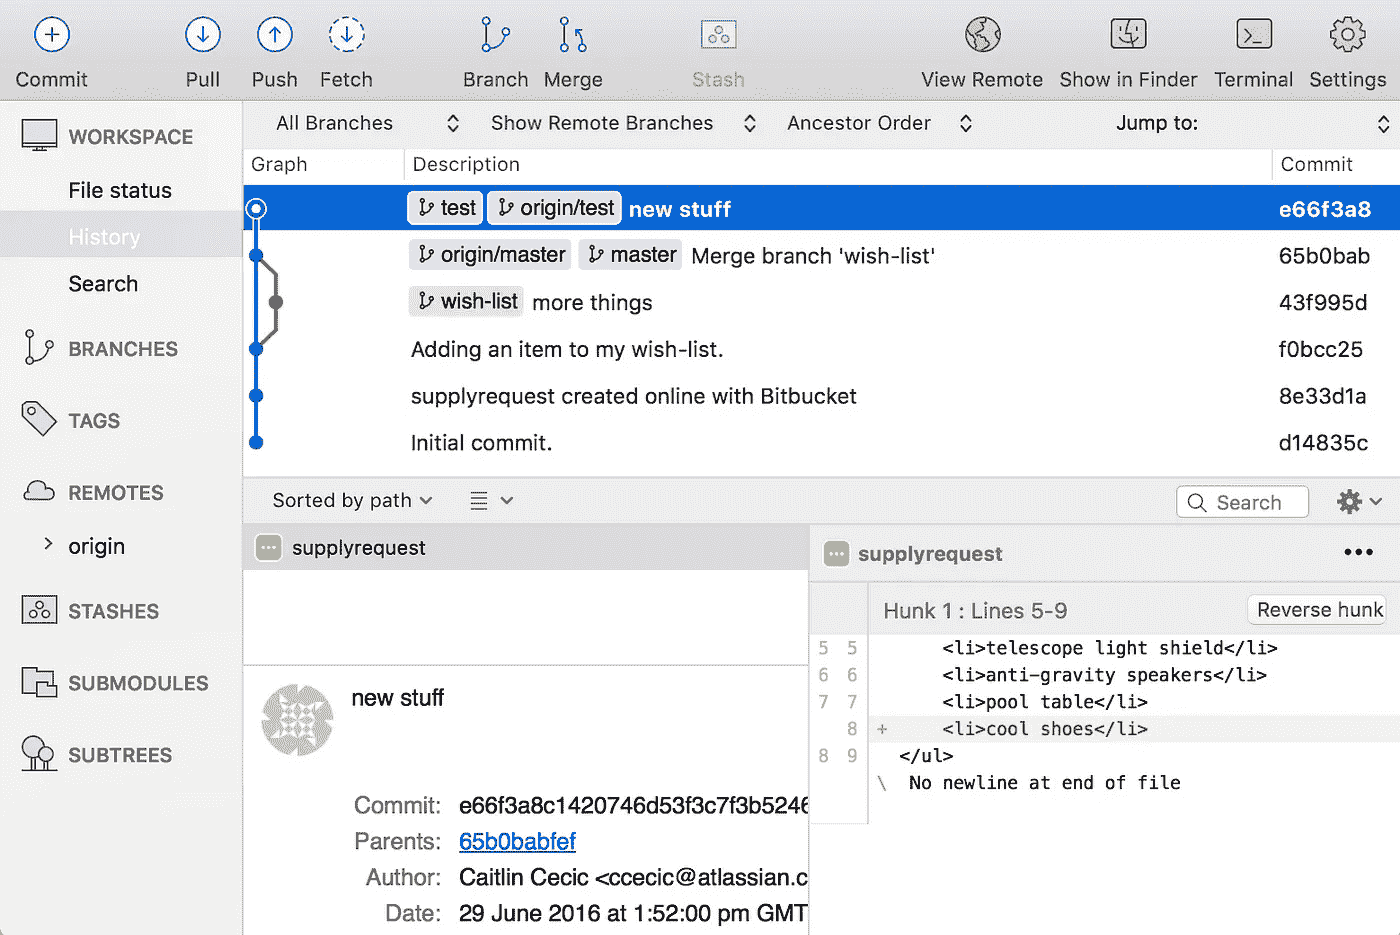 Commit Pull Push Fetch Branch Merge Stash View Remote Show in Finder Terminal Settings
WORKSPACE
File status
History
Search
BRANCHES
TAGS
REMOTES
origin
STASHES
SUBMODULES
SUBTREES
All Branches Show Remote Branches Ancestor Order Jump to:
Graph Description Commit
test origin/test new stuff e66f3a8
origin/master master Merge branch 'wish-list' 65b0bab
wish-list more things 43f995d
Adding an item to my wish-list. f0bcc25
supplyrequest created online with Bitbucket 8e33d1a
Initial commit. d14835c
Sorted by path Search
supplyrequest
new stuff
Commit: e66f3a8c1420746d53f3c7f3b5246
Parents: 65b0babfef
Author: Caitlin Cecic <ccecic@atlassian.c
Date: 29 June 2016 at 1:52:00 pm GMT
supplyrequest •••
Hunk 1 : Lines 5-9 Reverse hunk
5 5 <li>telescope light shield</li>
6 6 <li>anti-gravity speakers</li>
7 7 <li>pool table</li>
8 + <li>cool shoes</li>
8 9 </ul>
\ No newline at end of file